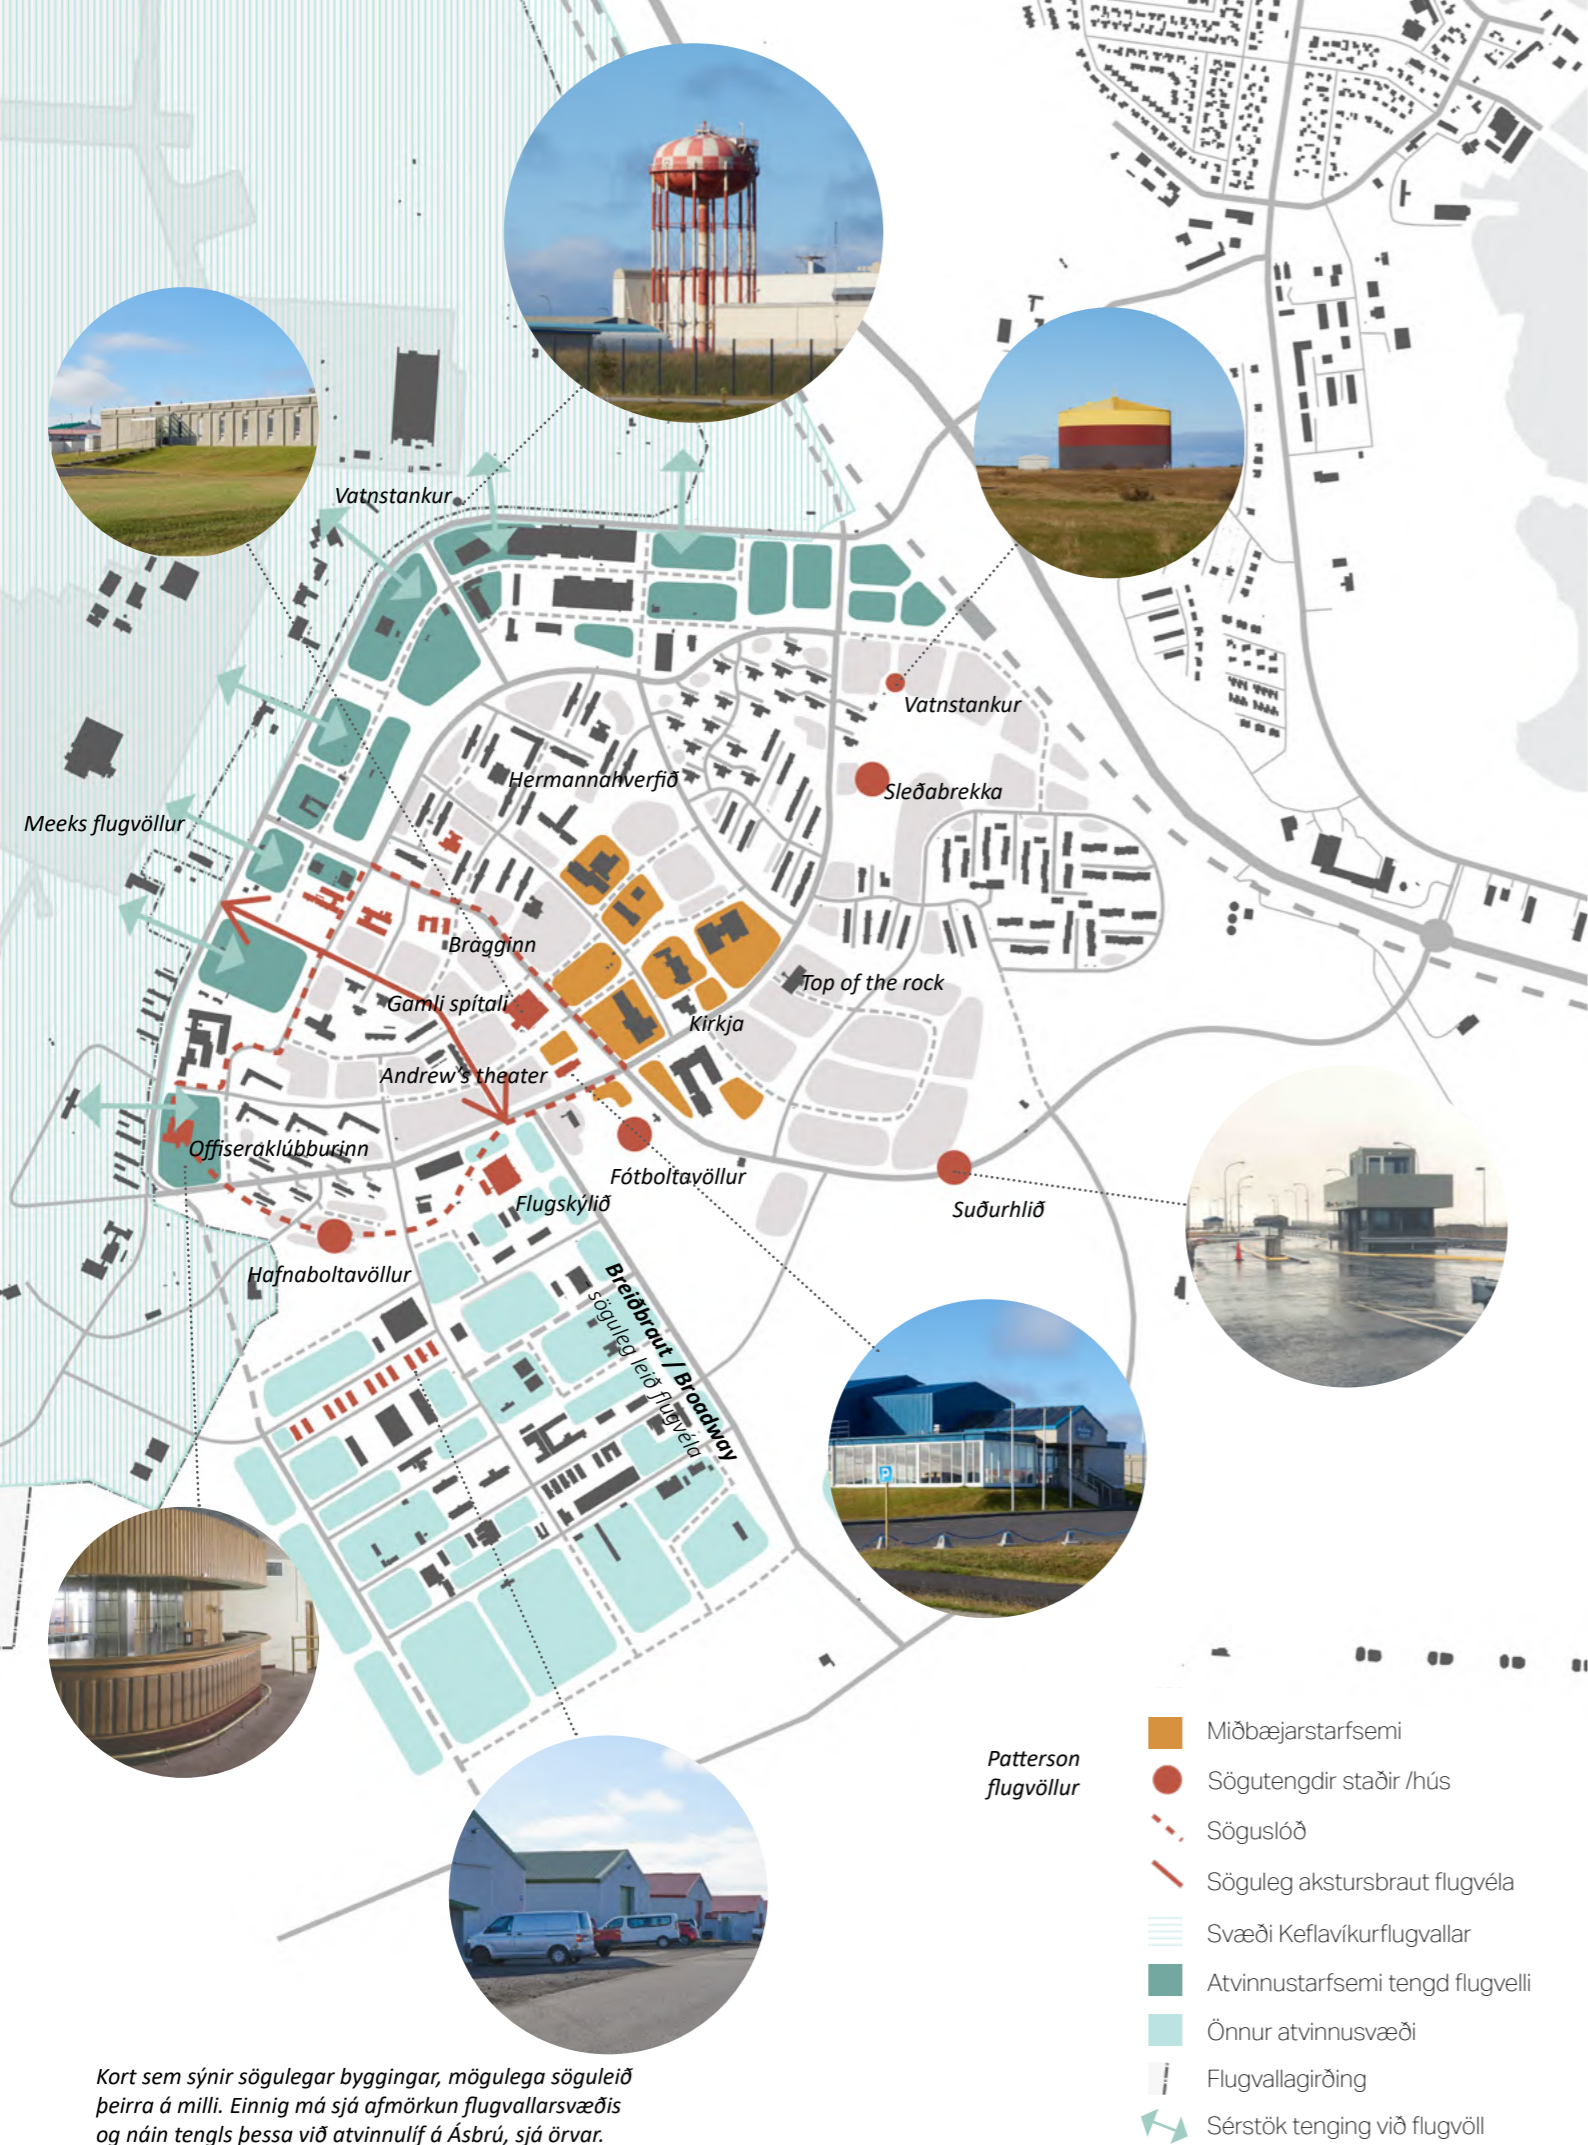 Vatnstankur
Vatnstankur
Hermannahverfið
Sleðabrekka
Meeks flugvöllur
Bragginn
Gamli spítali
Top of the rock
Kirkja
Andrew's theater
Offiseraklúbburinn
Fótboltavöllur
Flugskýlið
Suðurhlið
Hafnaboltavöllur
Breiðbraut / Broadway
söguleg leið flugvéla
P
Patterson
flugvöllur
Miðbæjarstarfsemi
Sögutengdir staðir /hús
Söguslóð
Söguleg akstursbraut flugvéla
Svæði Keflavíkurflugvallar
Atvinnustarfsemi tengd flugvelli
Önnur atvinnusvæði
Flugvallagirðing
Sérstök tenging við flugvöll
Kort sem sýnir sögulegar byggingar, mögulega söguleið
þeirra á milli. Einnig má sjá afmörkun flugvallarsvæðis
og náin tengls þessa við atvinnulíf á Ásbrú, sjá örvar.